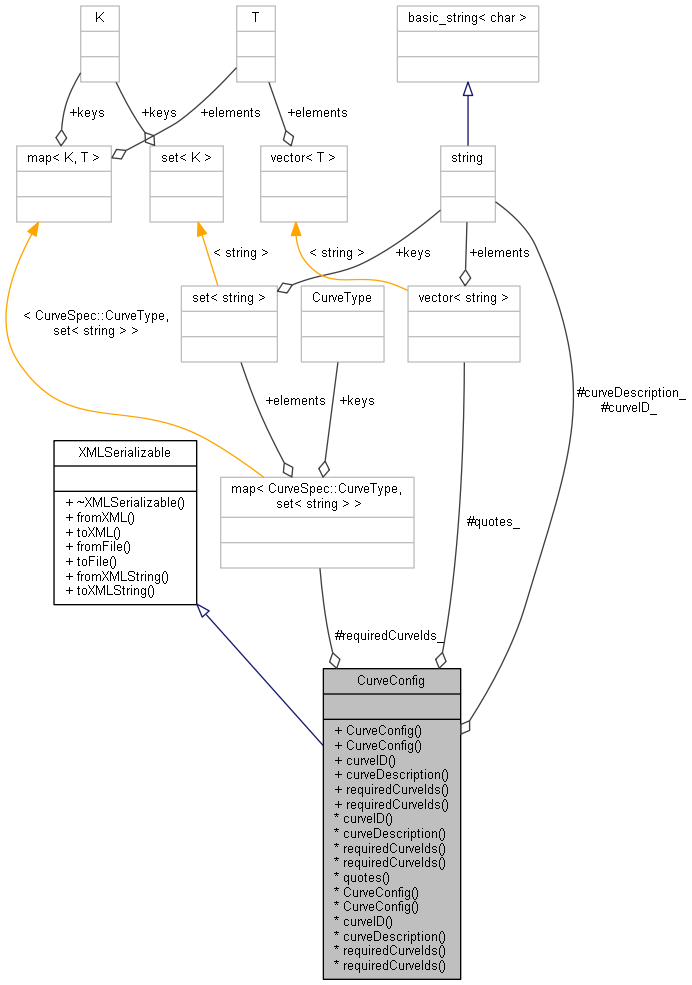 K
T
basic_string< char >
+keys
+keys
+elements
+elements
map< K, T >
set< K >
vector< T >
string
< string >
< string >
+keys
+elements
< CurveSpec::CurveType,
set< string > >
set< string >
CurveType
vector< string >
#curveDescription_
#curveID_
+elements
+keys
XMLSerializable
+ ~XMLSerializable()
+ fromXML()
+ toXML()
+ fromFile()
+ toFile()
+ fromXMLString()
+ toXMLString()
map< CurveSpec::CurveType,
set< string > >
#quotes_
#requiredCurveIds_
CurveConfig
+ CurveConfig()
+ CurveConfig()
+ curveID()
+ curveDescription()
+ requiredCurveIds()
+ requiredCurveIds()
* curveID()
* curveDescription()
* requiredCurveIds()
* requiredCurveIds()
* quotes()
* CurveConfig()
* CurveConfig()
* curveID()
* curveDescription()
* requiredCurveIds()
* requiredCurveIds()